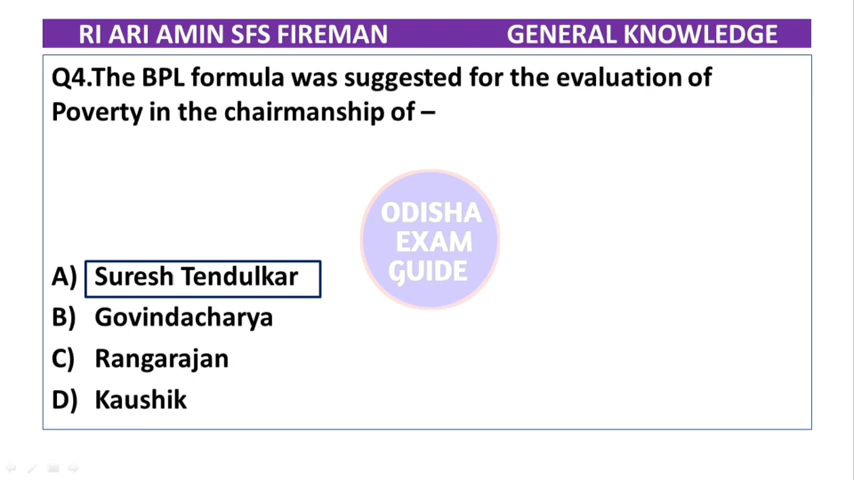 RI ARI AMIN SFS FIREMAN GENERAL KNOWLEDGE
Q4.The BPL formula was suggested for the evaluation of
Poverty in the chairmanship of –
ODISHA
EXAM
GUIDE
A) Suresh Tendulkar
B) Govindacharya
C) Rangarajan
D) Kaushik